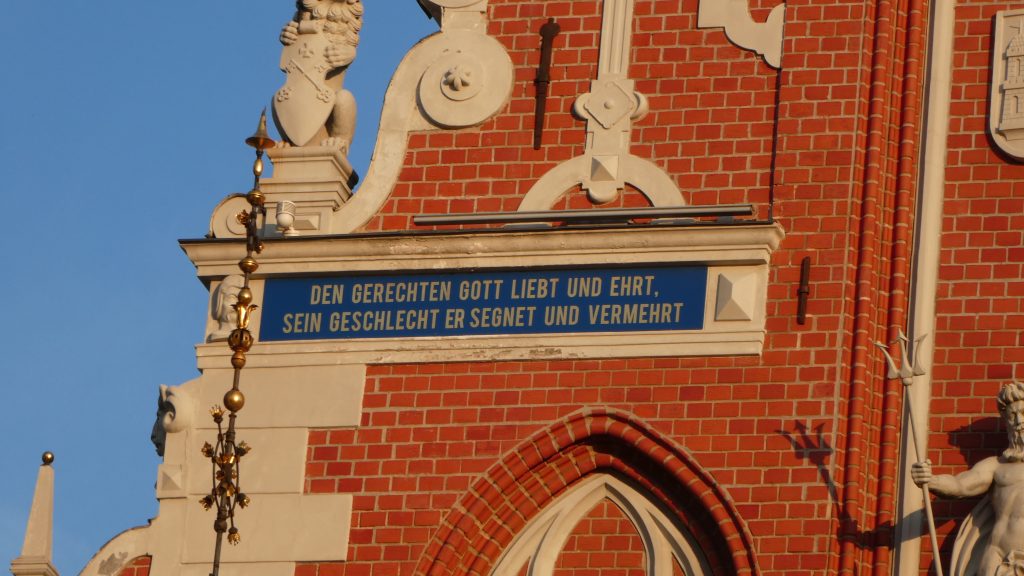 DEN GERECHTEN GOTT LIEBT UND EHRT,
SEIN GESCHLECHT ER SEGNET UND VERMEHRT